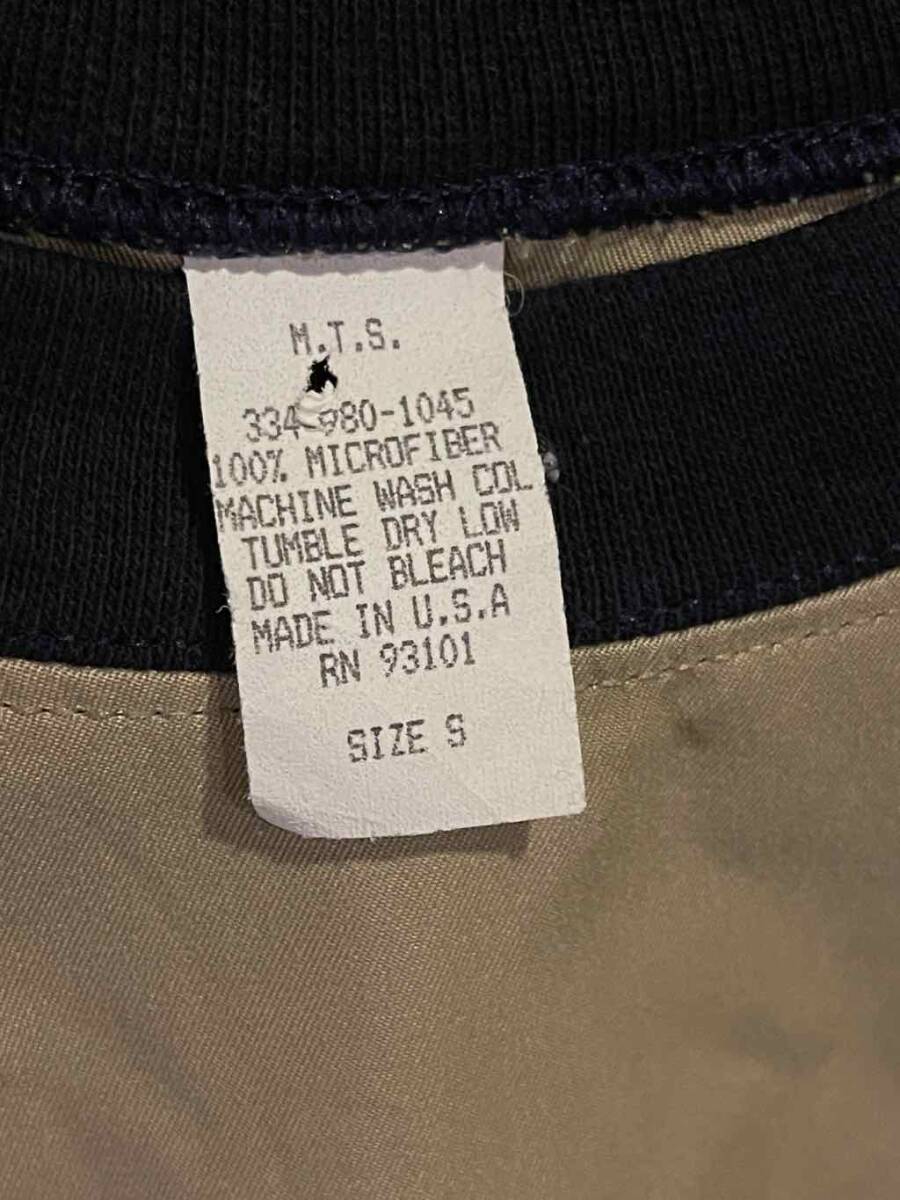 M.T.S.
334-980-1045
100% MICROFIBER
MACHINE WASH COL
TUMBLE DRY LOW
DO NOT BLEACH
MADE IN U.S.A
RN 93101
SIZE S